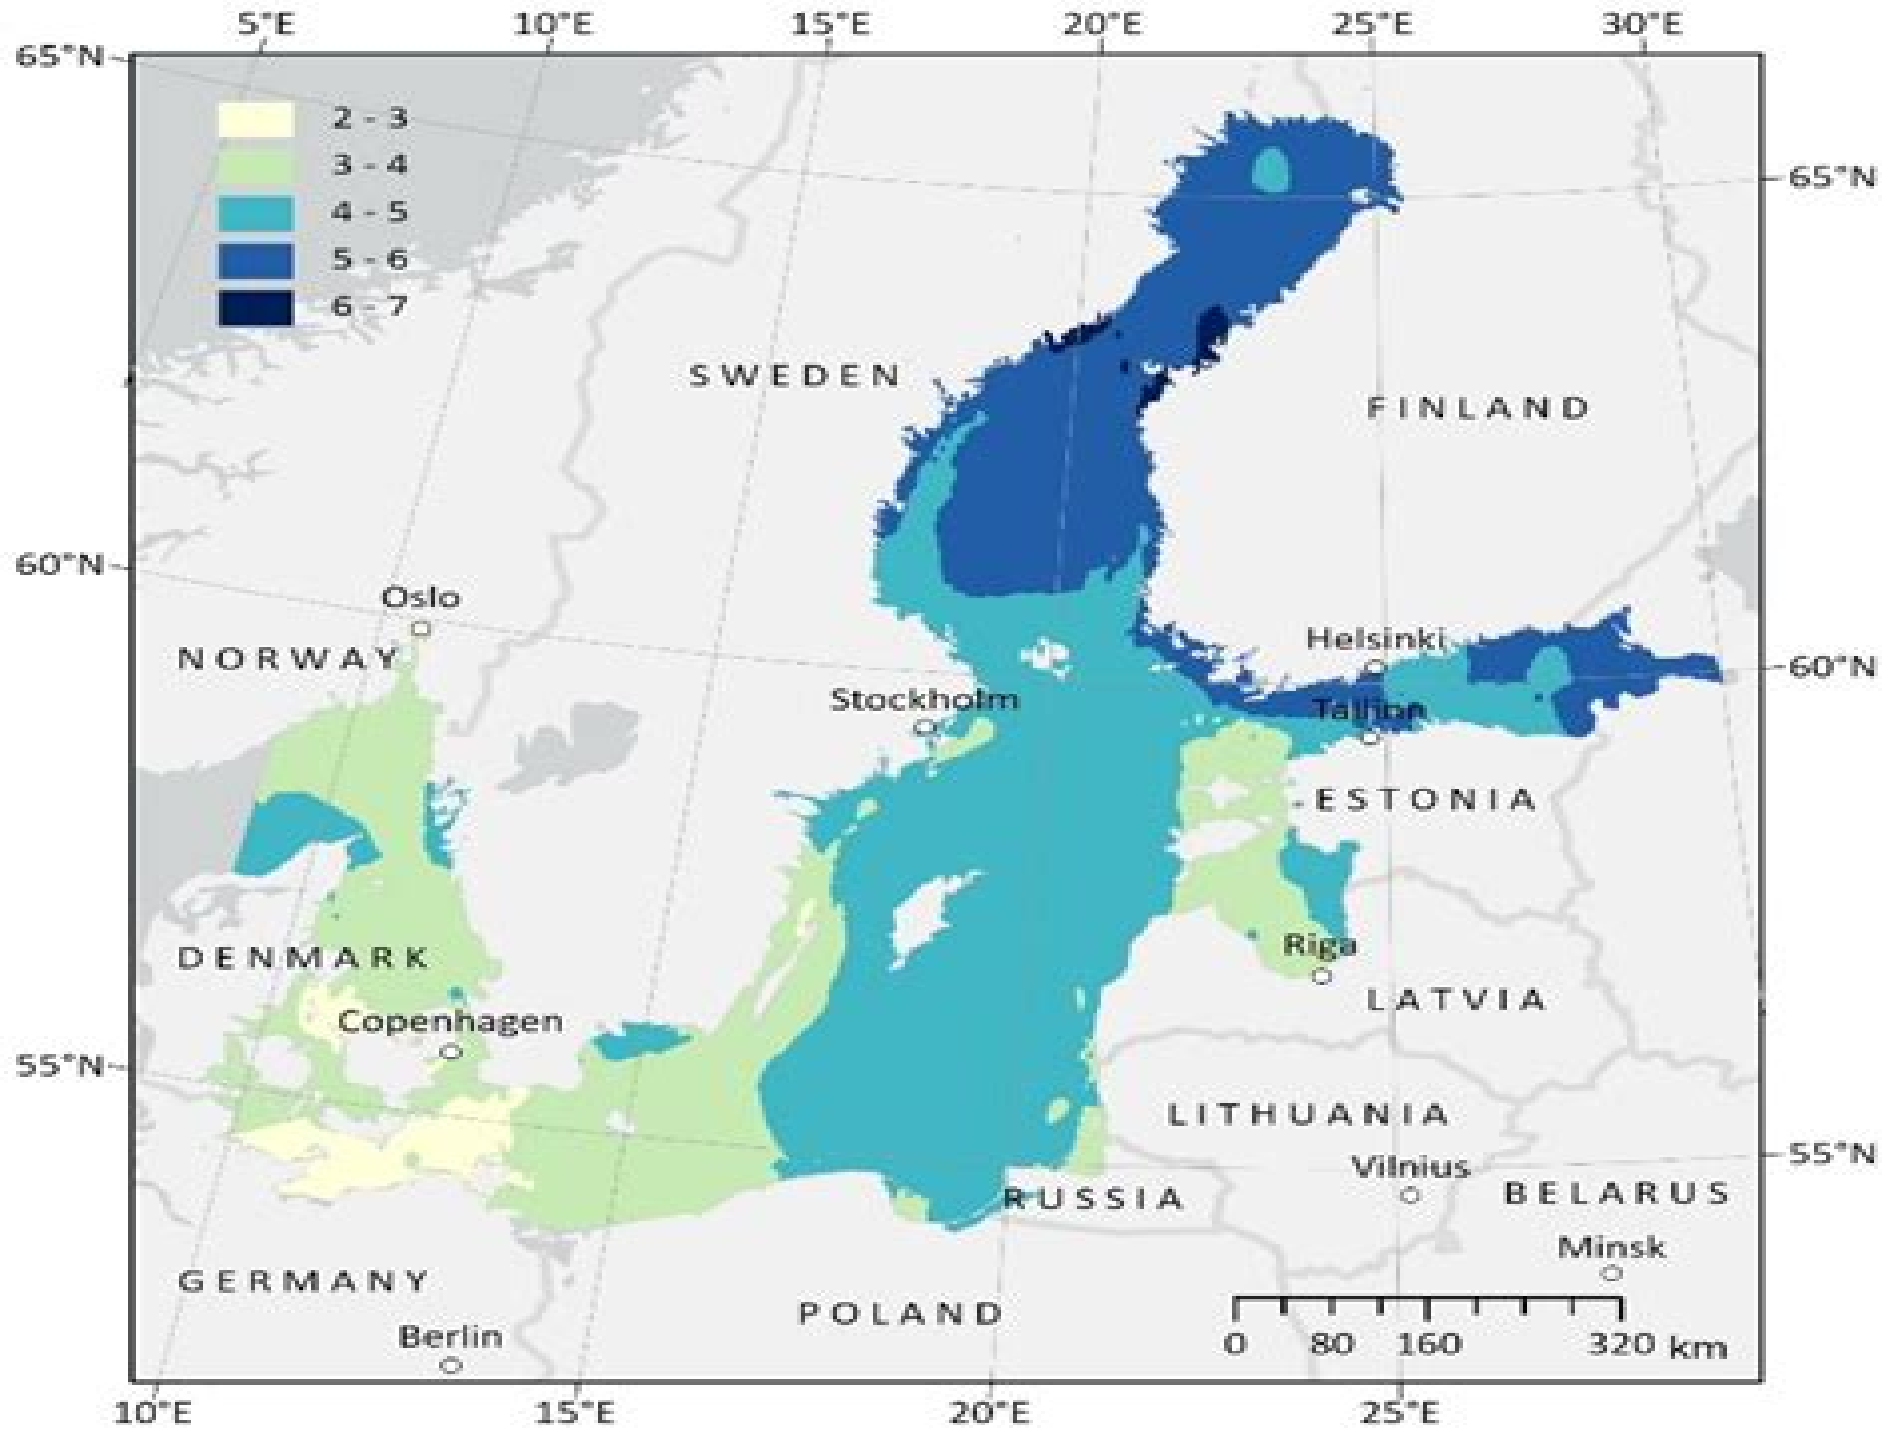 5°E 10°E 15°E 20°E 25°E 30°E
65°N
2 - 3
3 - 4
65°N
4 - 5
5 - 6
6 - 7
SWEDEN
FINLAND
60°N
Oslo
Helsinki
NORWAY
60°N
Stockholm
Tallinn
ESTONIA
Riga
DENMARK
LATVIA
Copenhagen
55°N
LITHUANIA
55°N
Vilnius
RUSSIA
BELARUS
Minsk
GERMANY
POLAND
Berlin
0 80 160 320 km
10°E 15°E 20°E 25°E